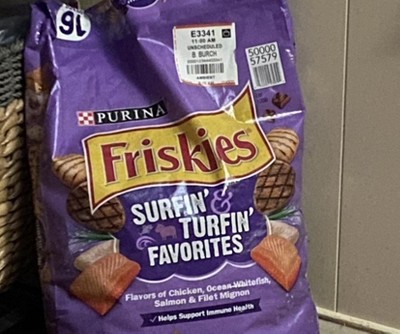 16
E3341
11:00 AM
UNSCHEDULED
B BURCH
50000
57579
PURINA
Friskies
SURFIN' &
TURFIN'
FAVORITES
Flavors of Chicken, Ocean Whitefish,
Salmon & Filet Mignon
✓ Helps Support Immune Health